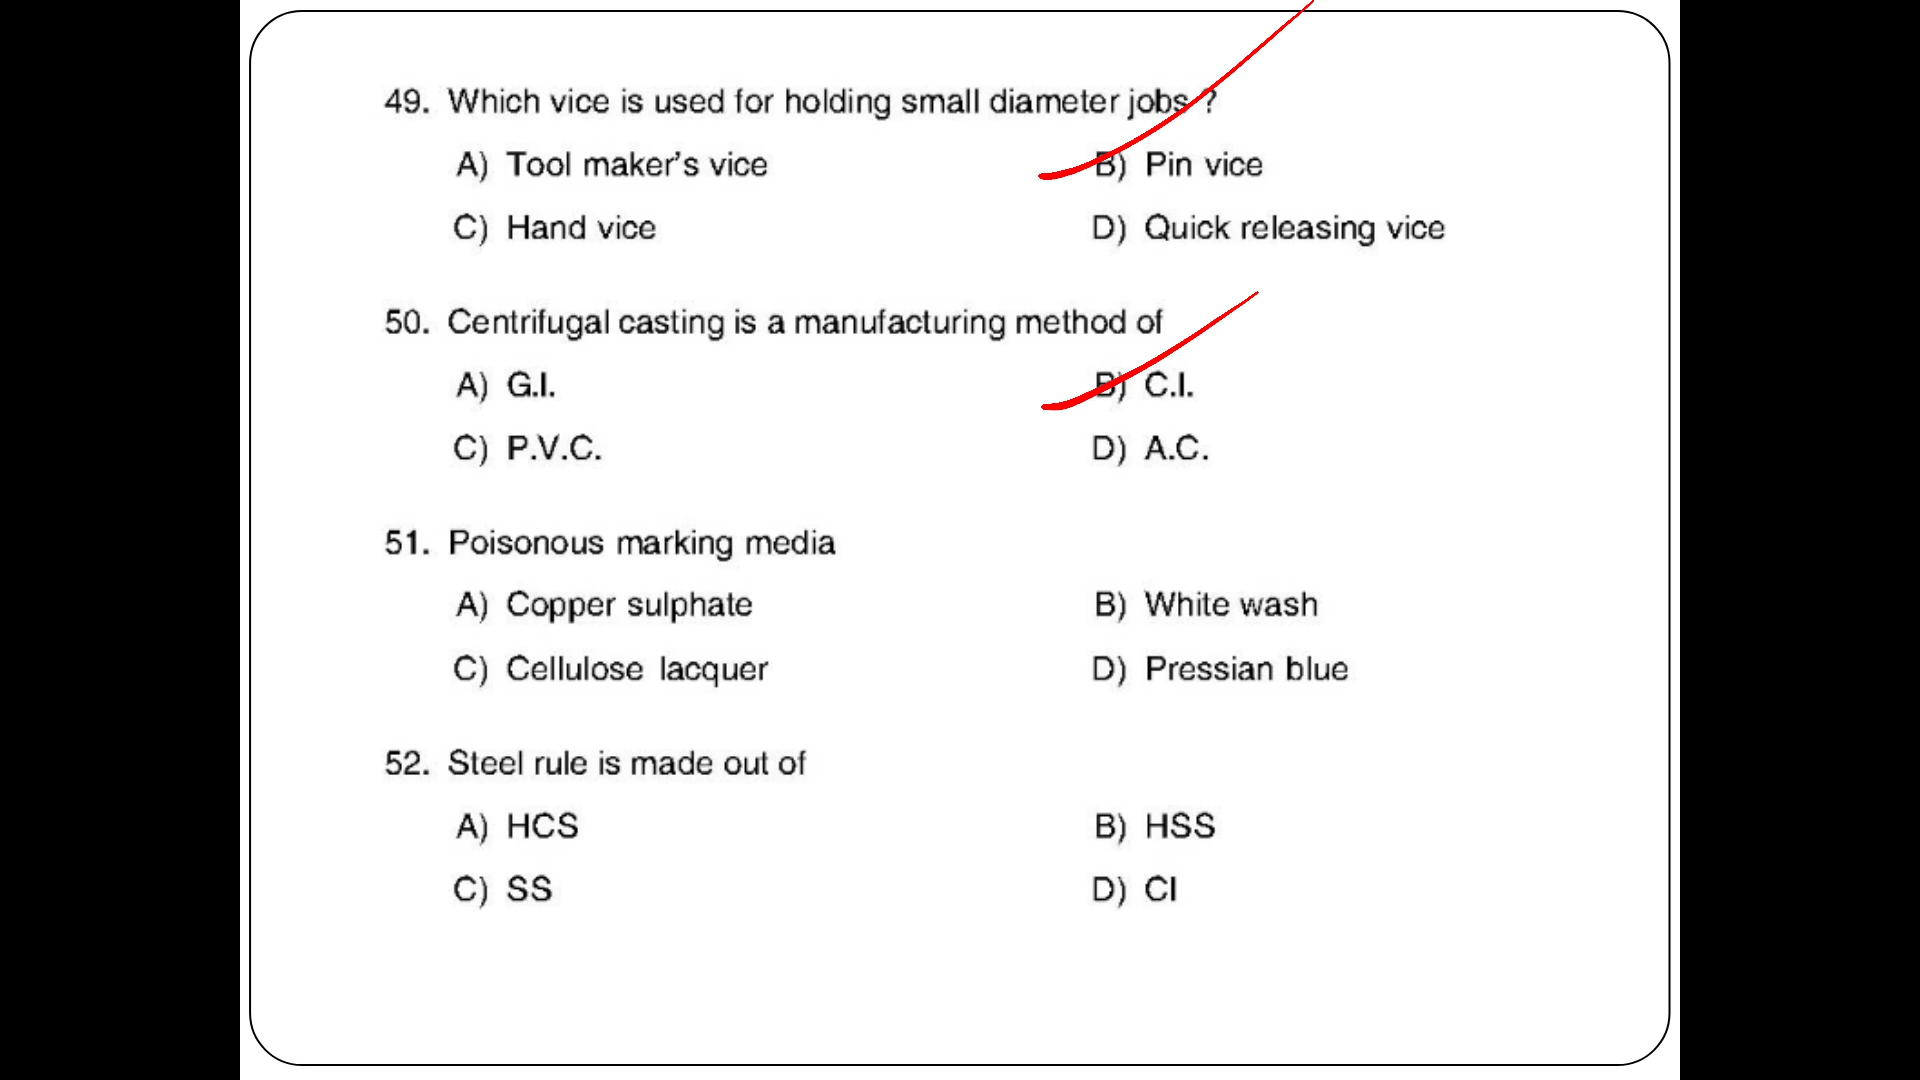 49. Which vice is used for holding small diameter jobs ?
A) Tool maker's vice B) Pin vice
C) Hand vice D) Quick releasing vice
50. Centrifugal casting is a manufacturing method of
A) G.I. B) C.I.
C) P.V.C. D) A.C.
51. Poisonous marking media
A) Copper sulphate B) White wash
C) Cellulose lacquer D) Pressian blue
52. Steel rule is made out of
A) HCS B) HSS
C) SS D) CI